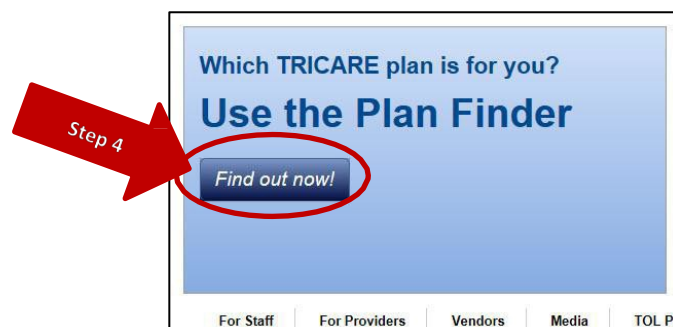 Which TRICARE plan is for you?
Use the Plan Finder
Step 4
Find out now!
For Staff For Providers Vendors Media TOL P